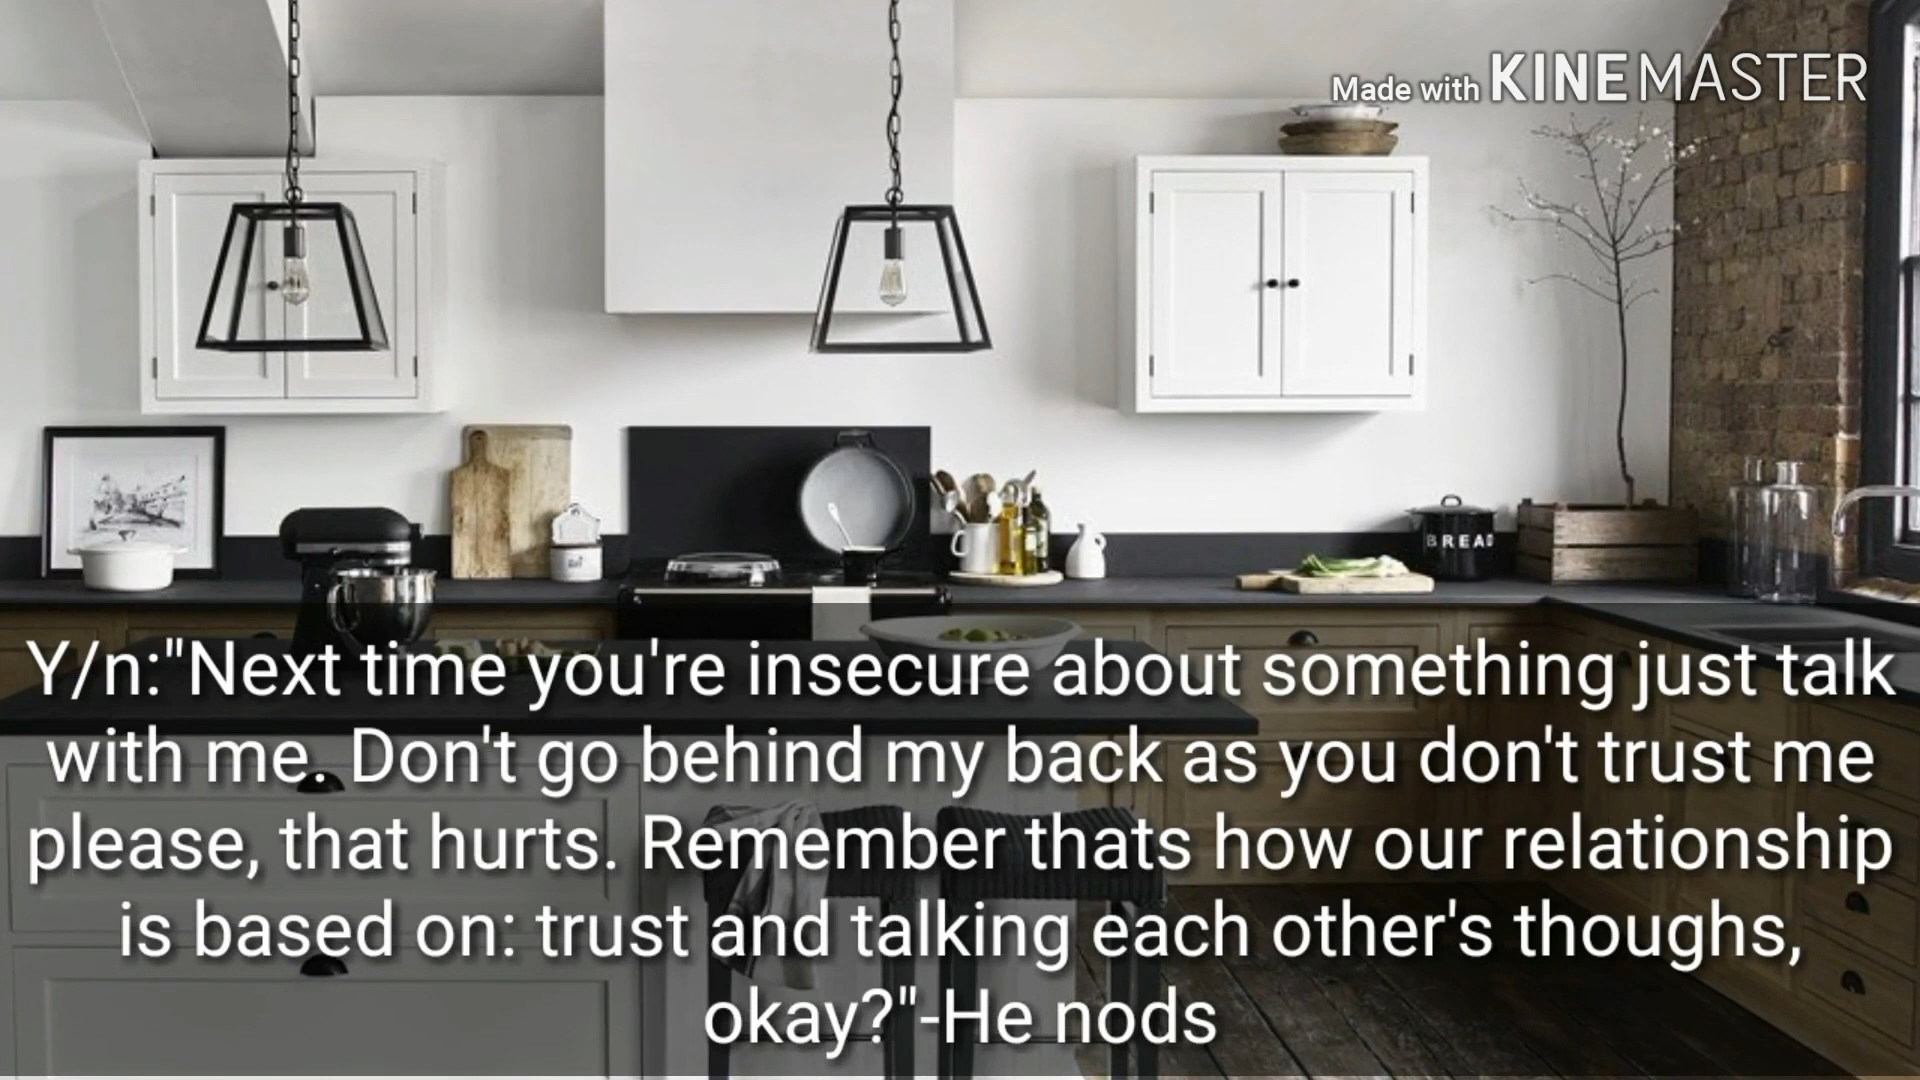 Made with KINEMASTER
BREAD
Y/n:"Next time you're insecure about something just talk
with me. Don't go behind my back as you don't trust me
please, that hurts. Remember thats how our relationship
is based on: trust and talking each other's thoughs,
okay?"-He nods